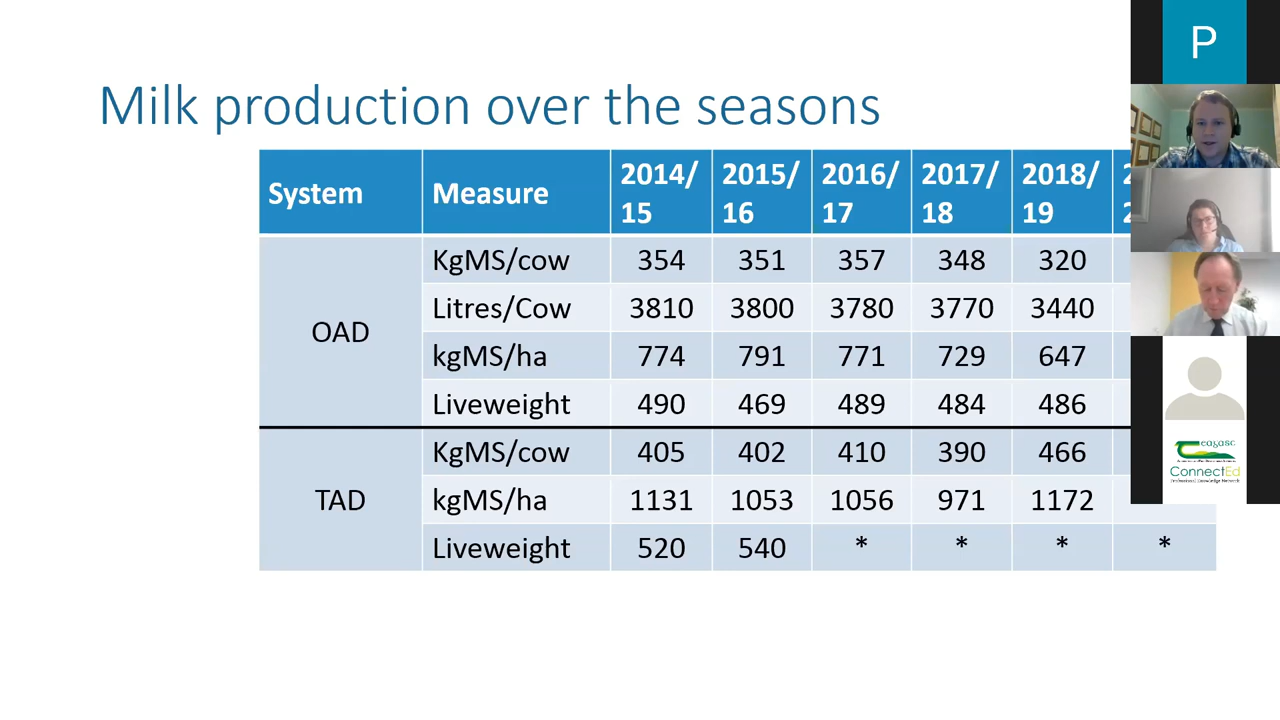 P
Milk production over the seasons
System Measure 2014/15 2015/16 2016/17 2017/18 2018/19
OAD
KgMS/cow 354 351 357 348 320
Litres/Cow 3810 3800 3780 3770 3440
kgMS/ha 774 791 771 729 647
Liveweight 490 469 489 484 486
TAD
KgMS/cow 405 402 410 390 466
kgMS/ha 1131 1053 1056 971 1172
Liveweight 520 540 * * * *
eagasc
ConnectEd